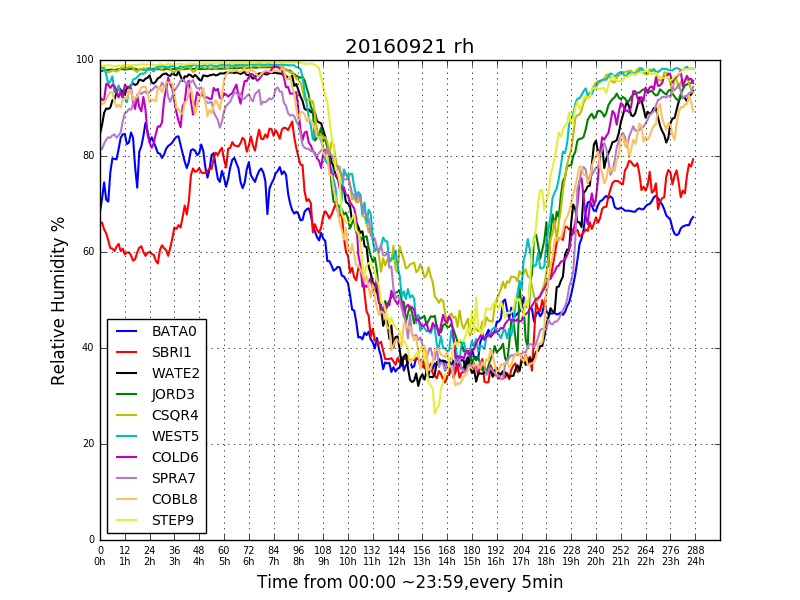 20160921 rh
Relative Humidity %
100
80
60
40
20
0
BATA0
SBRI1
WATE2
JORD3
CSQR4
WEST5
COLD6
SPRA7
COBL8
STEP9
0 12 24 36 48 60 72 84 96 108 120 132 144 156 168 180 192 204 216 228 240 252 264 276 288
0h 1h 2h 3h 4h 5h 6h 7h 8h 9h 10h 11h 12h 13h 14h 15h 16h 17h 18h 19h 20h 21h 22h 23h 24h
Time from 00:00 ~23:59,every 5min